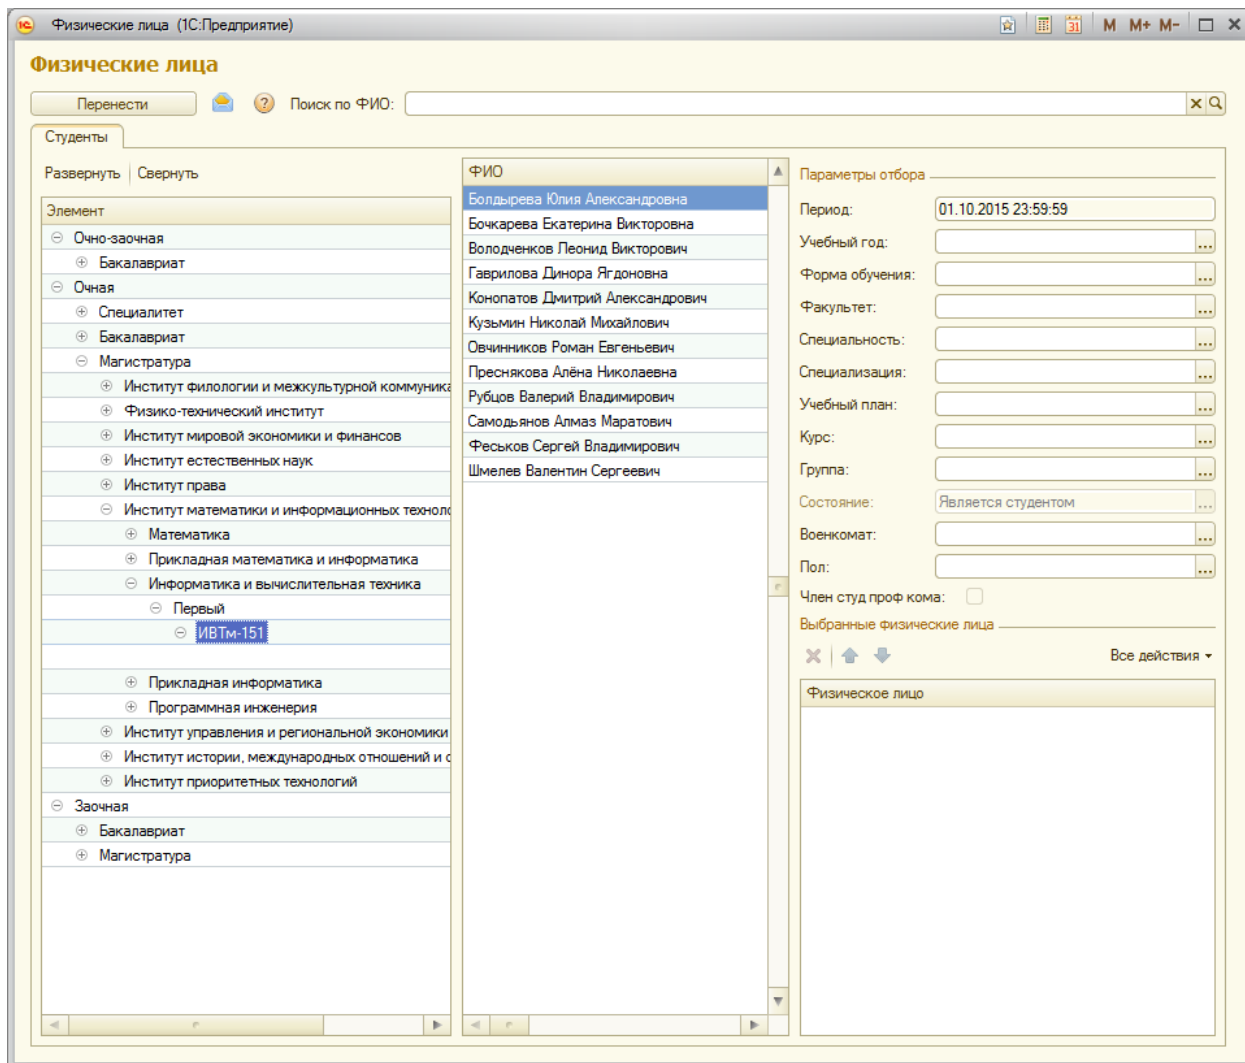 Физические лица (1С:Предприятие)
31 M M+ M-
Физические лица
Перенести ? Поиск по ФИО:
Студенты
Развернуть Свернуть
Элемент
Очно-заочная
Бакалавриат
Очная
Специалитет
Бакалавриат
Магистратура
Институт филологии и межкультурной коммуника
Физико-технический институт
Институт мировой экономики и финансов
Институт естественных наук
Институт права
Институт математики и информационных техноло
Математика
Прикладная математика и информатика
Информатика и вычислительная техника
Первый
ИВТм-151
Прикладная информатика
Программная инженерия
Институт управления и региональной экономики
Институт истории, международных отношений и с
Институт приоритетных технологий
Заочная
Бакалавриат
Магистратура
ФИО
Болдырева Юлия Александровна
Бочкарева Екатерина Викторовна
Володченков Леонид Викторович
Гаврилова Динора Ягдоновна
Конопатов Дмитрий Александрович
Кузьмин Николай Михайлович
Овчинников Роман Евгеньевич
Преснякова Алёна Николаевна
Рубцов Валерий Владимирович
Самодьянов Алмаз Маратович
Феськов Сергей Владимирович
Шмелев Валентин Сергеевич
Параметры отбора
Период: 01.10.2015 23:59:59
Учебный год: ...
Форма обучения: ...
Факультет: ...
Специальность: ...
Специализация: ...
Учебный план: ...
Курс: ...
Группа: ...
Состояние: Является студентом ...
Военкомат: ...
Пол: ...
Член студ проф кома:
Выбранные физические лица
Все действия
Физическое лицо